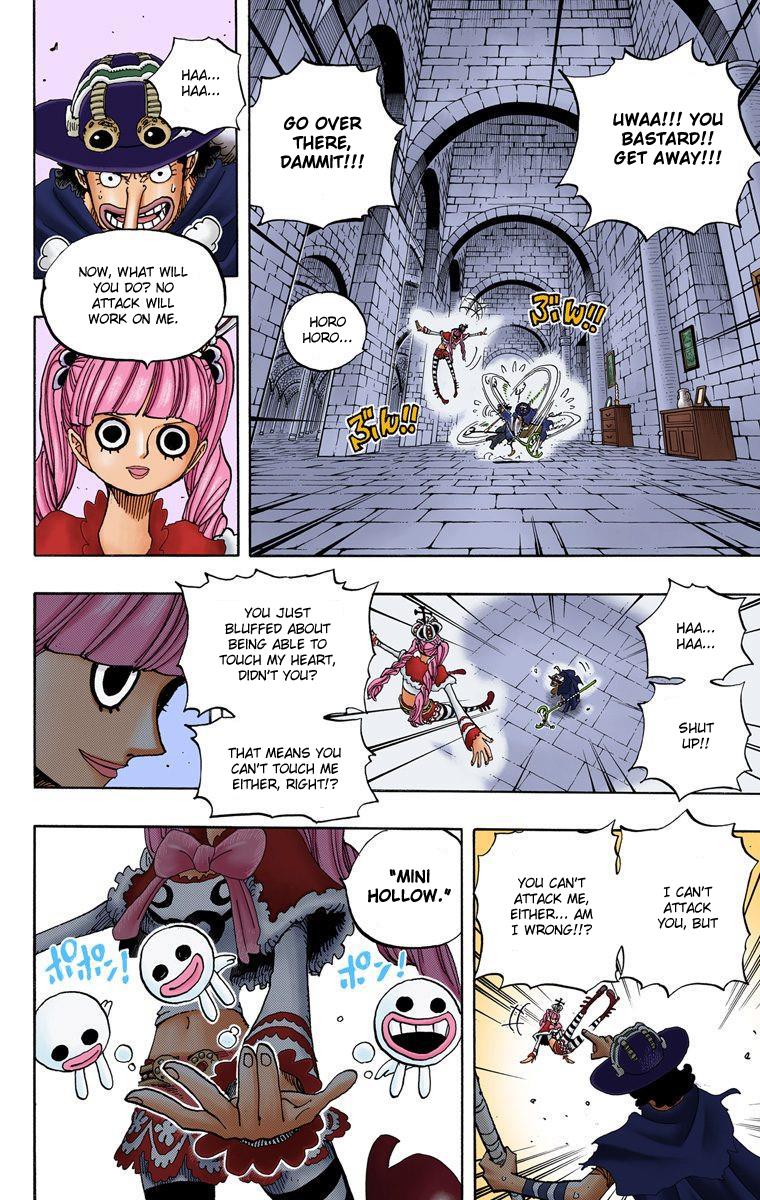 UWAA!!! YOU
BASTARD!!
GET AWAY!!!
GO OVER
THERE,
DAMMIT!!!
ぶん!!
HORO
HORO...
ぶん!!
HAA...
HAA...
NOW, WHAT WILL
YOU DO? NO
ATTACK WILL
WORK ON ME.
HAA...
HAA...
SHUT
UP!!
YOU JUST
BLUFFED ABOUT
BEING ABLE TO
TOUCH MY HEART,
DIDN'T YOU?
THAT MEANS YOU
CAN'T TOUCH ME
EITHER, RIGHT!?
I CAN'T
ATTACK
YOU, BUT
YOU CAN'T
ATTACK ME,
EITHER... AM
I WRONG!!?
"MINI
HOLLOW."
ポン!
ポポン!